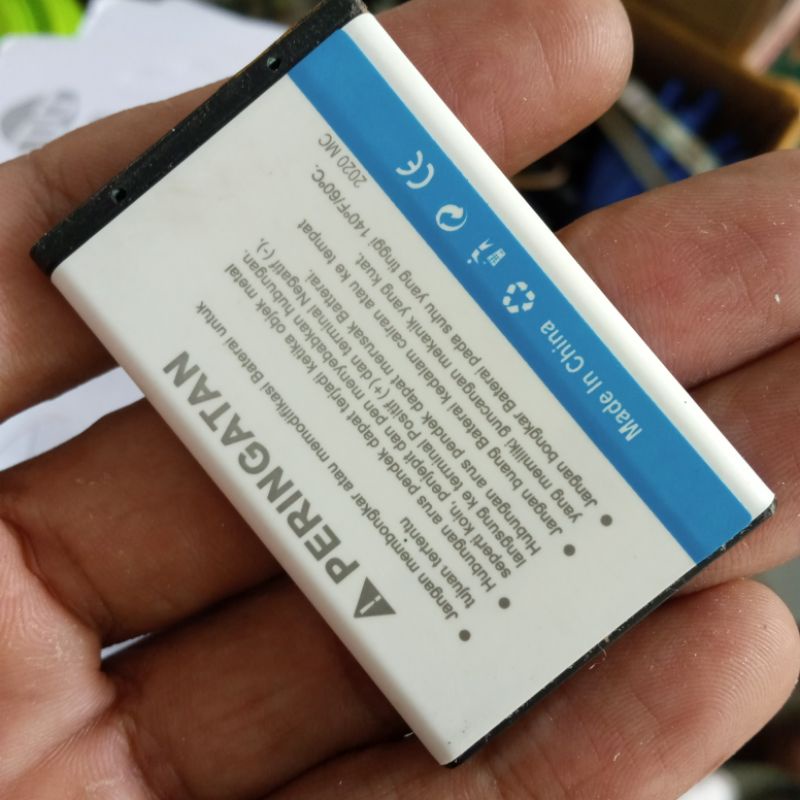 PERINGATAN
Jangan membongkar atau memodifikasi Baterai untuk
tujuan tertentu
Hubungan arus pendek dapat terjadi ketika objek metal
seperti koin, penjepit dan pen menyebabkan hubungan
langsung ke terminal Positif (+) dan terminal Negatif (-),
Hubungan arus pendek dapat merusak Baterai,
Jangan buang Baterai kedalam cairan atau ke tempat
yang memiliki guncangan mekanik yang kuat.
Jangan bongkar Baterai pada suhu yang tinggi 140ºF/60ºC.
2020 MC
Made In China
CE